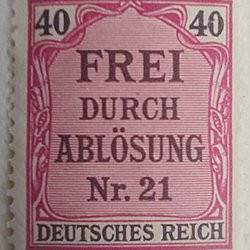 40 40
FREI
DURCH
ABLÖSUNG
Nr. 21
DEUTSCHES REICH